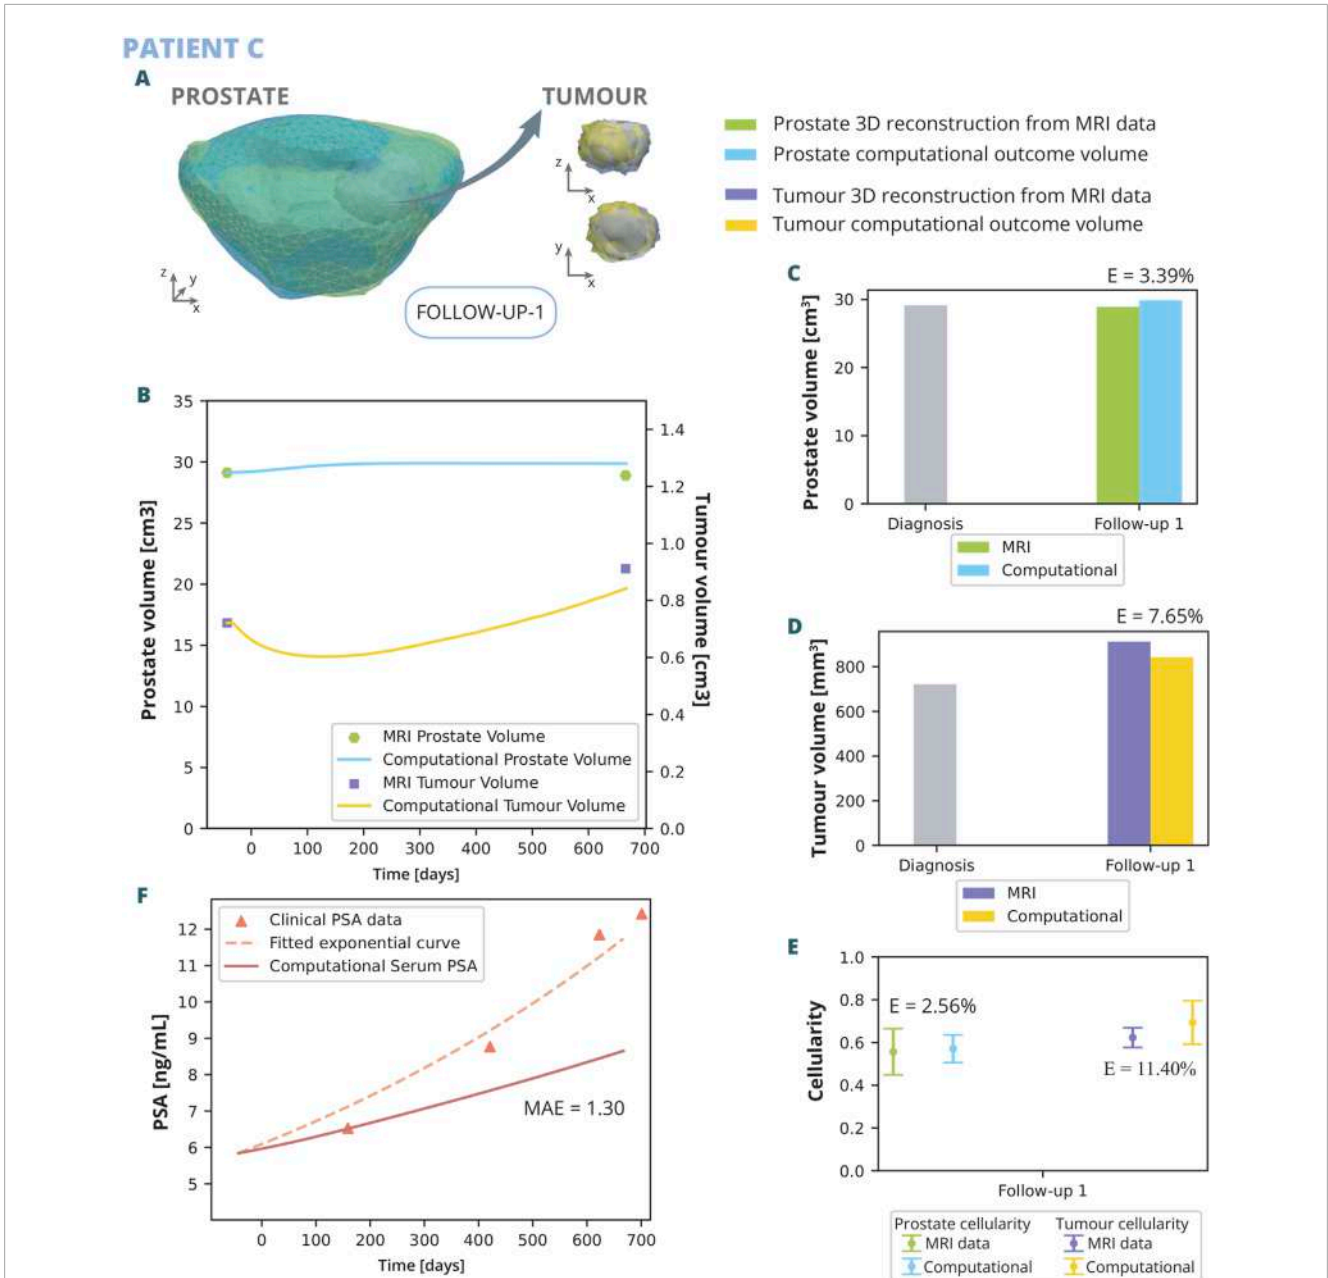 PATIENT C
A
PROSTATE
TUMOUR
z
x
y
x
z
y
x
FOLLOW-UP-1
Prostate 3D reconstruction from MRI data
Prostate computational outcome volume
Tumour 3D reconstruction from MRI data
Tumour computational outcome volume
B
35
30
25
20
15
10
5
0
Prostate volume [cm3]
1.4
1.2
1.0
0.8
0.6
0.4
0.2
0.0
Tumour volume [cm3]
MRI Prostate Volume
Computational Prostate Volume
MRI Tumour Volume
Computational Tumour Volume
0 100 200 300 400 500 600 700
Time [days]
C
E = 3.39%
Prostate volume [cm³]
30
20
10
0
Diagnosis
Follow-up 1
MRI
Computational
D
E = 7.65%
Tumour volume [mm³]
800
600
400
200
0
Diagnosis
Follow-up 1
MRI
Computational
F
Clinical PSA data
Fitted exponential curve
Computational Serum PSA
PSA [ng/mL]
12
11
10
9
8
7
6
5
MAE = 1.30
0 100 200 300 400 500 600 700
Time [days]
E
Cellularity
1.0
0.8
0.6
0.4
0.2
0.0
E = 2.56%
E = 11.40%
Follow-up 1
Prostate cellularity
MRI data
Computational
Tumour cellularity
MRI data
Computational